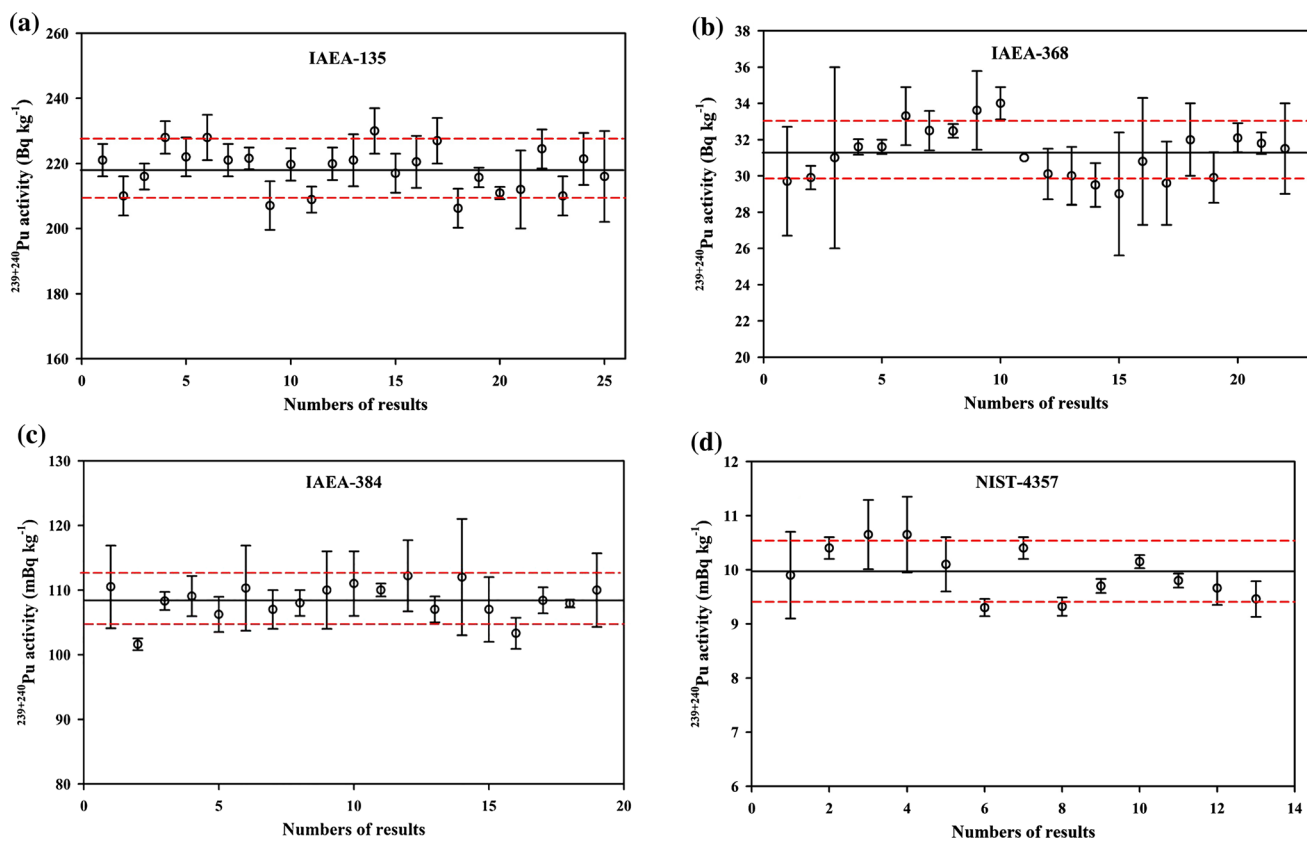 (a)
IAEA-135
260
240
220
200
180
160
239+240Pu activity (Bq kg-1)
0 5 10 15 20 25
Numbers of results
(b)
IAEA-368
38
36
34
32
30
28
26
24
22
20
239+240Pu activity (Bq kg-1)
0 5 10 15 20
Numbers of results
(c)
IAEA-384
130
120
110
100
90
80
239+240Pu activity (mBq kg-1)
0 5 10 15 20
Numbers of results
(d)
NIST-4357
12
11
10
9
8
7
6
239+240Pu activity (mBq kg-1)
0 2 4 6 8 10 12 14
Numbers of results